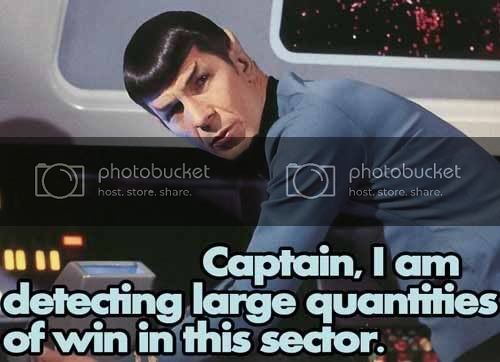 photobucket photobucket
host. store. share. host. store. share.
Captain, I am
detecting large quantities
of win in this sector.